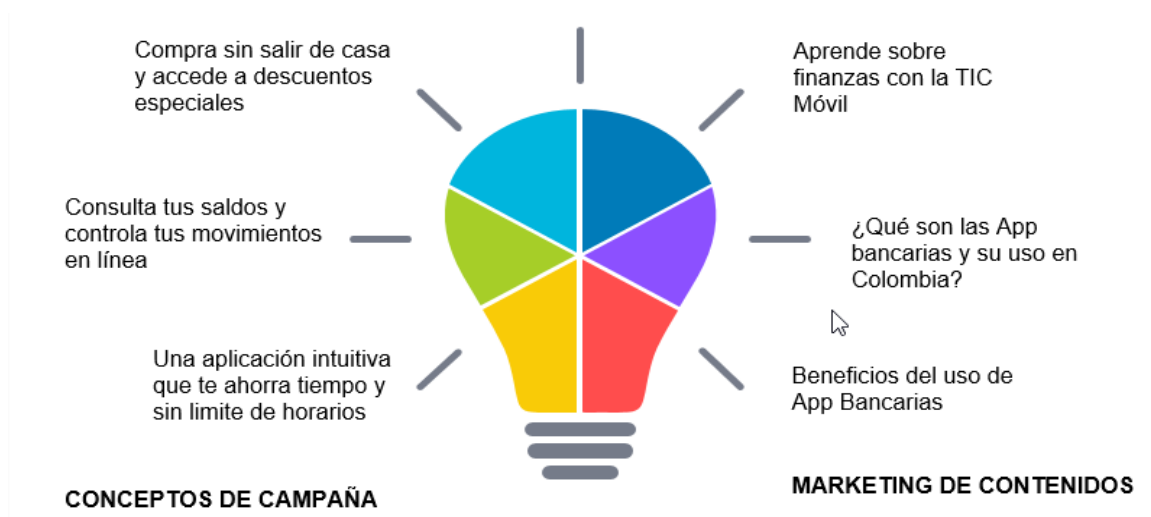 Compra sin salir de casa
y accede a descuentos
especiales
Consulta tus saldos y
controla tus movimientos
en línea
Una aplicación intuitiva
que te ahorra tiempo y
sin limite de horarios
CONCEPTOS DE CAMPAÑA
Aprende sobre
finanzas con la TIC
Móvil
¿Qué son las App
bancarias y su uso en
Colombia?
Beneficios del uso de
App Bancarias
MARKETING DE CONTENIDOS